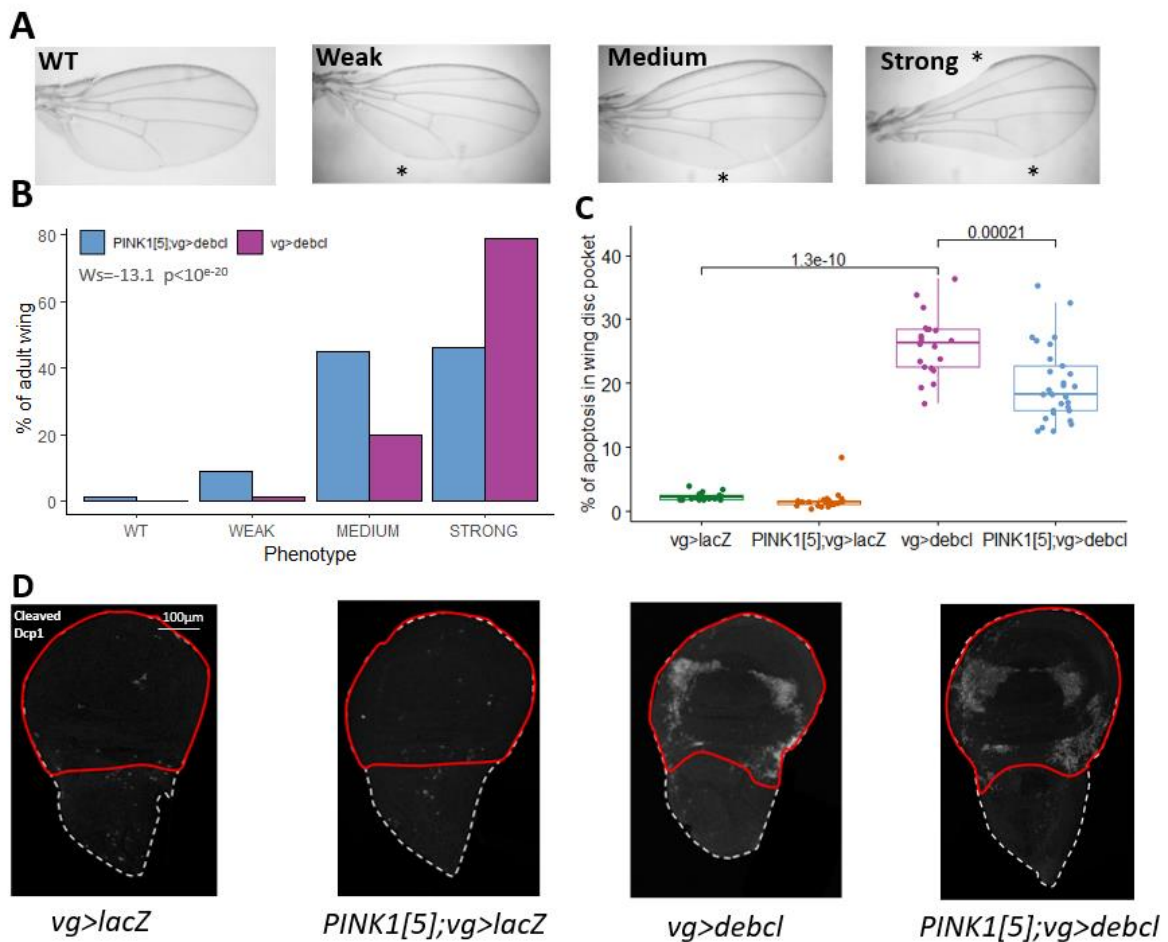 A
WT
Weak
Medium
Strong
*
*
*
*
B
PINK1[5];vg>debcl
vg>debcl
Ws=-13.1 p<10e-20
% of adult wing
80
60
40
20
0
WT
WEAK
MEDIUM
STRONG
Phenotype
C
% of apoptosis in wing disc pocket
40
30
20
10
0
1.3e-10
0.00021
vg>lacZ
PINK1[5];vg>lacZ
vg>debcl
PINK1[5];vg>debcl
D
Cleaved
Dcp1
100µm
vg>lacZ
PINK1[5];vg>lacZ
vg>debcl
PINK1[5];vg>debcl